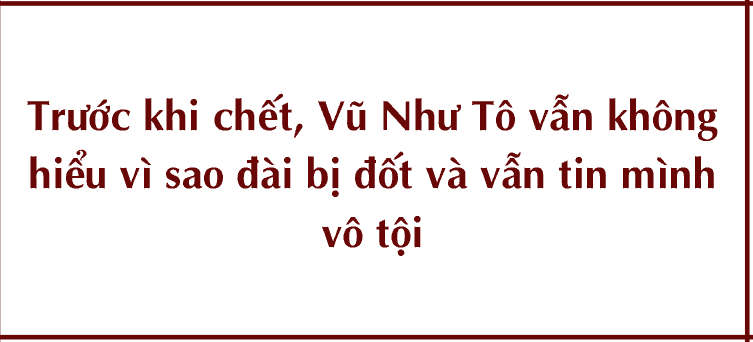 Trước khi chết, Vũ Như Tô vẫn không
hiểu vì sao đài bị đốt và vẫn tin mình
vô tội